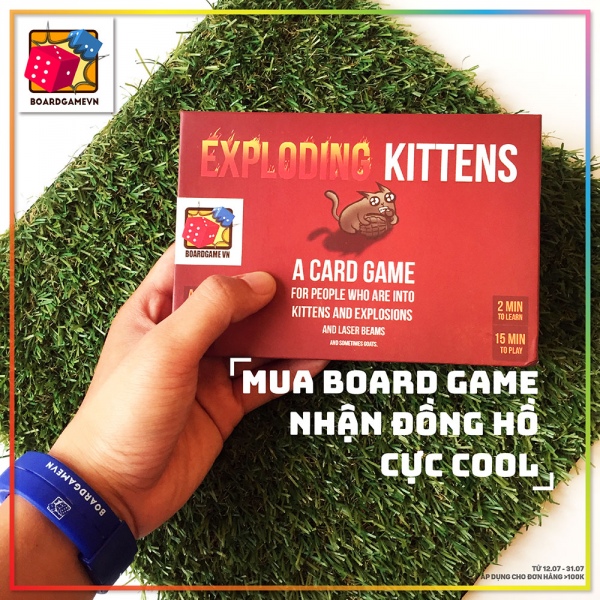 BOARDGAMEVN
EXPLODING KITTENS
BOARDGAME VN
A CARD GAME
FOR PEOPLE WHO ARE INTO
KITTENS AND EXPLOSIONS
AND LASER BEAMS
AND SOMETIMES GOATS.
2 MIN
TO LEARN
15 MIN
TO PLAY
MUA BOARD GAME
NHẬN ĐỒNG HỒ
CỰC COOL
BOARDGAMEVN
TỪ 12.07 - 31.07
ÁP DỤNG CHO ĐƠN HÀNG >100K